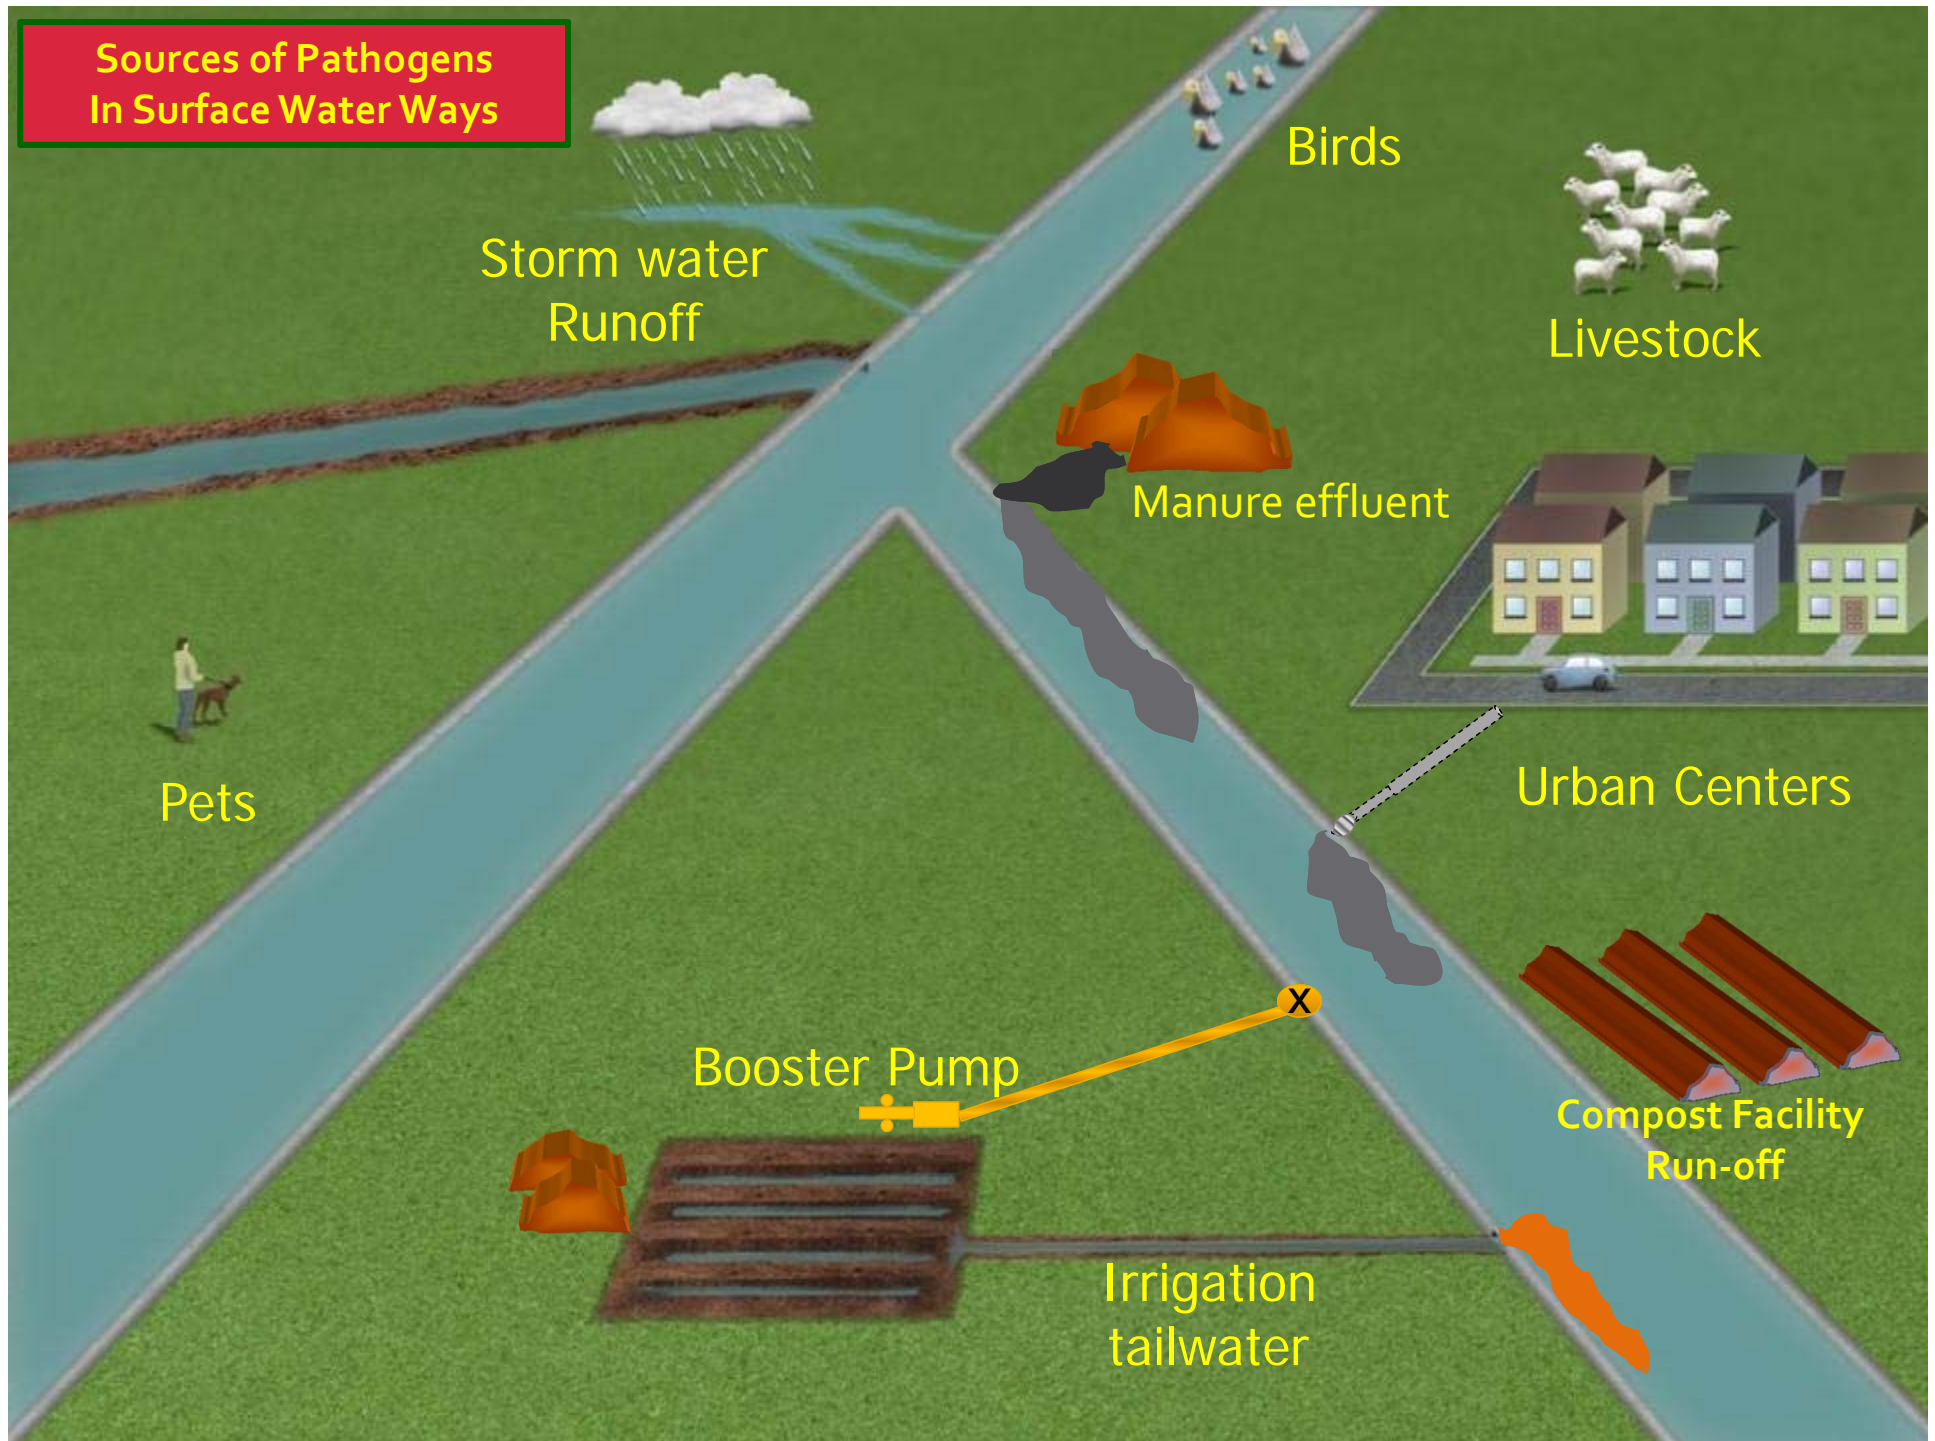 Sources of Pathogens
In Surface Water Ways
Birds
Storm water
Runoff
Livestock
Manure effluent
Pets
Urban Centers
X
Booster Pump
Compost Facility
Run-off
Irrigation
tailwater